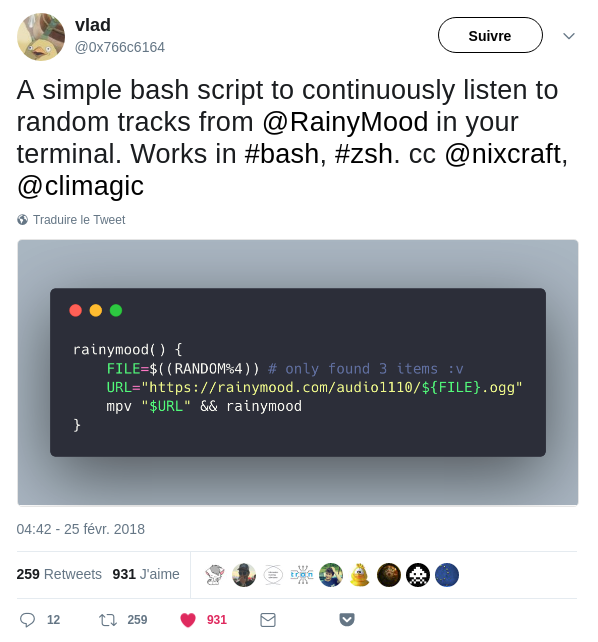 vlad
@0x766c6164
Suivre
A simple bash script to continuously listen to
random tracks from @RainyMood in your
terminal. Works in #bash, #zsh. cc @nixcraft,
@climagic
Traduire le Tweet
rainymood() {
    FILE=$((RANDOM%4)) # only found 3 items :v
    URL="https://rainymood.com/audio1110/${FILE}.ogg"
    mpv "$URL" && rainymood
}
04:42 - 25 févr. 2018
259 Retweets 931 J'aime
12 259 931